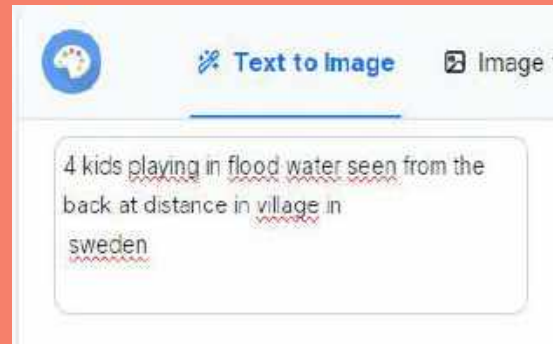 Text to Image
Image
4 kids playing in flood water seen from the
back at distance in village in
sweden